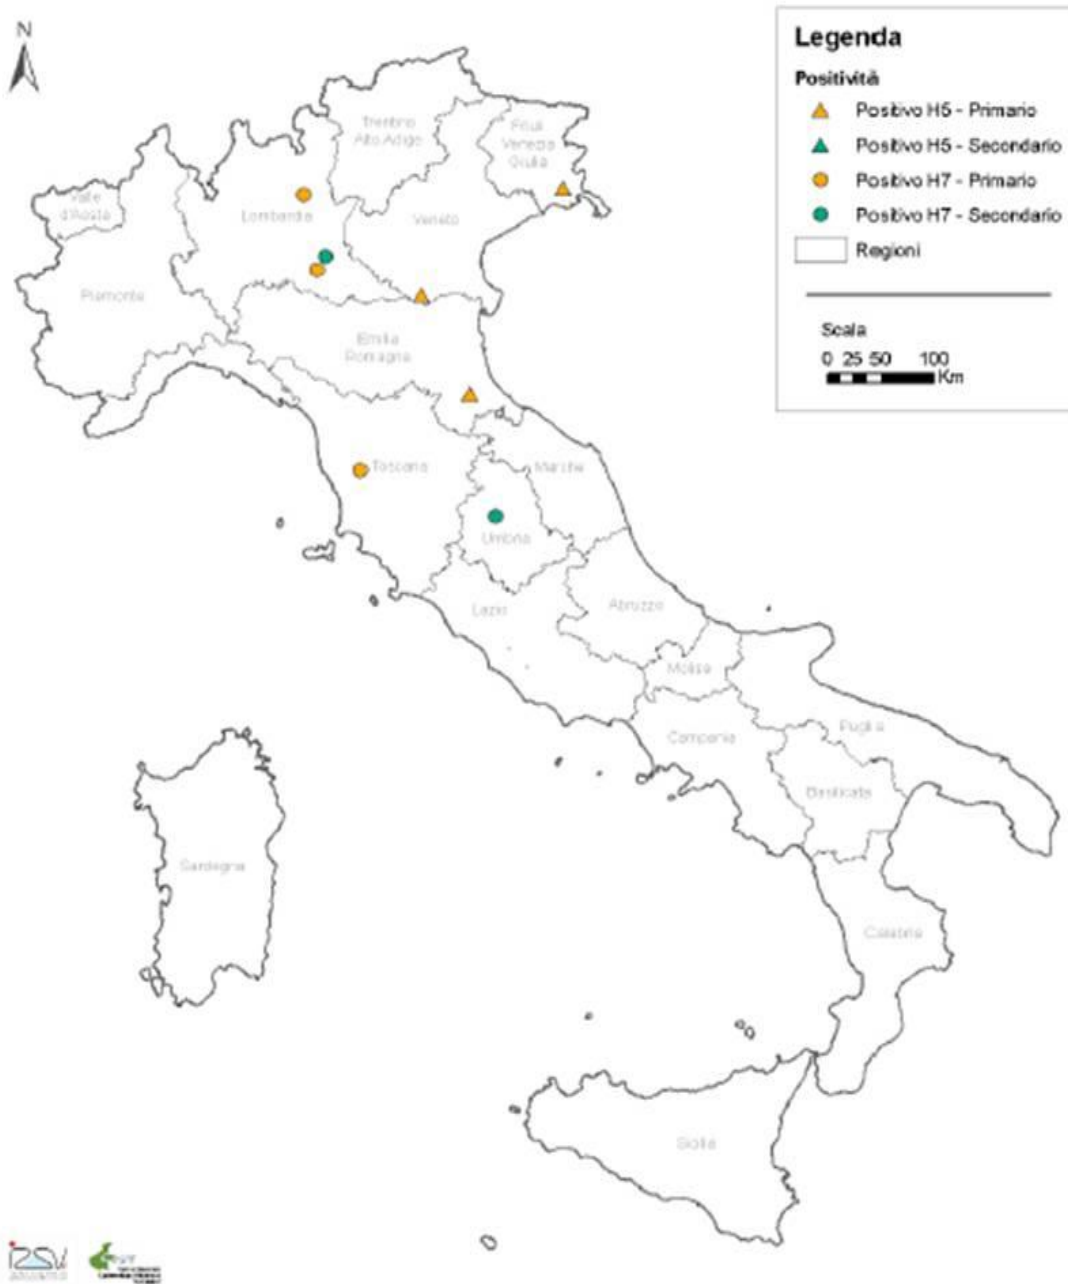 N
Legenda
Positività
Positivo H5 - Primario
Positivo H5 - Secondario
Positivo H7 - Primario
Positivo H7 - Secondario
Regioni
Scala
0 25 50 100
Km
Trentino
Alto Adige
Friuli
Venezia
Giulia
Valle
d'Aosta
Lombardia
Veneto
Piemonte
Emilia
Romagna
Toscana
Marche
Umbria
Lazio
Abruzzo
Molise
Campania
Puglia
Basilicata
Sardegna
Calabria
Sicilia